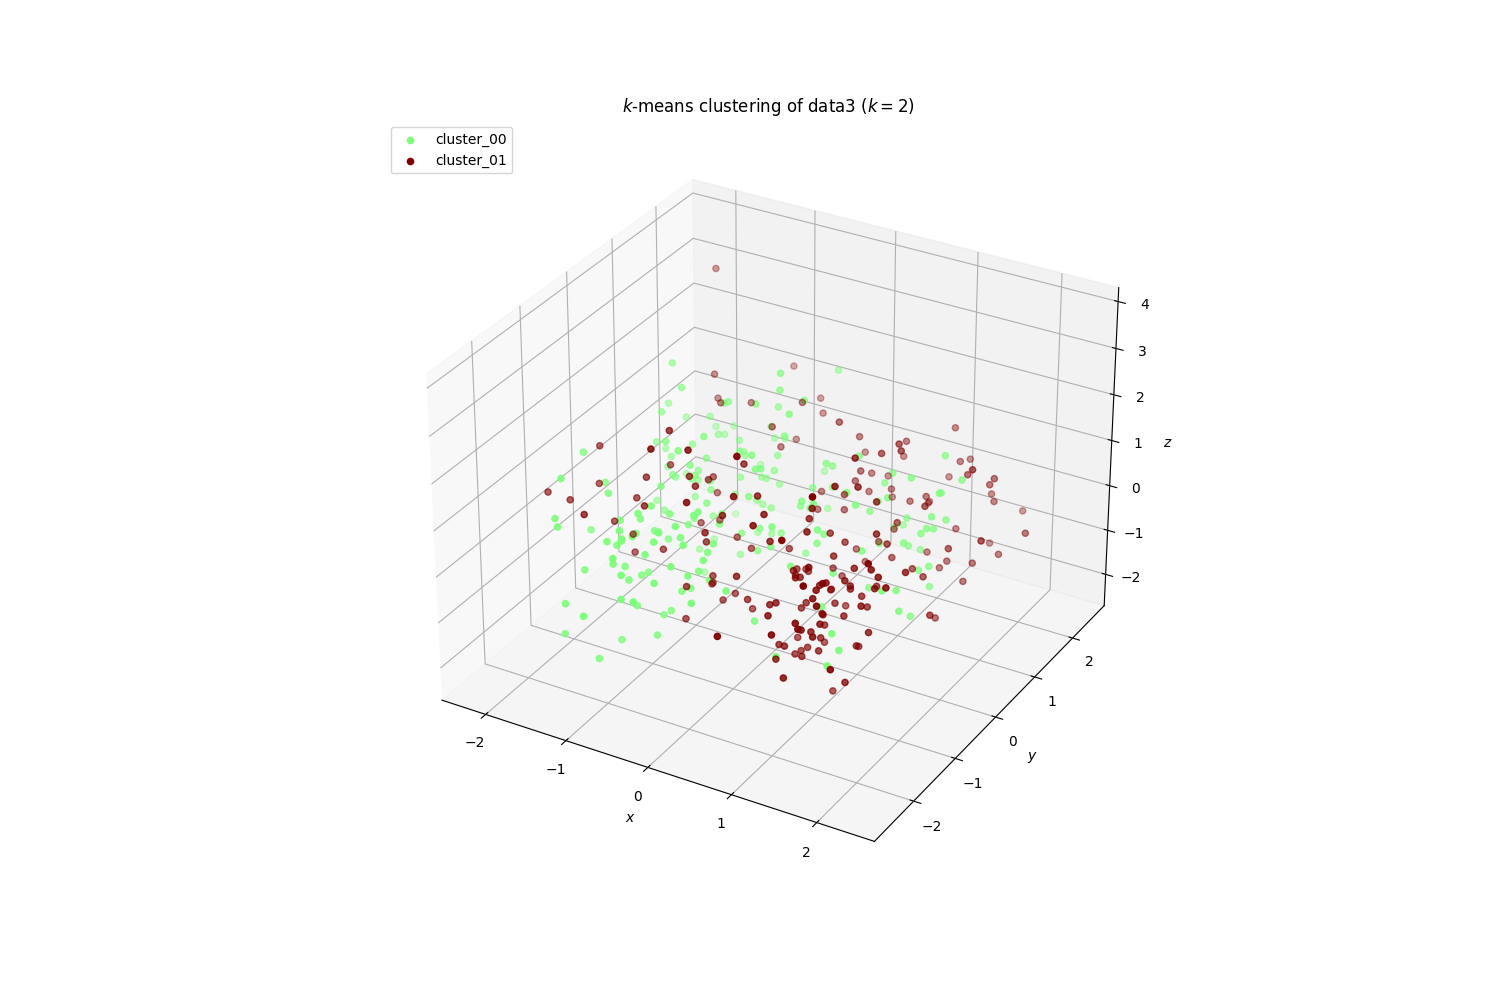 k-means clustering of data3 (k = 2)
cluster_00
cluster_01
4
3
2
1
0
−1
−2
z
2
1
0
−1
−2
y
−2
−1
0
1
2
x